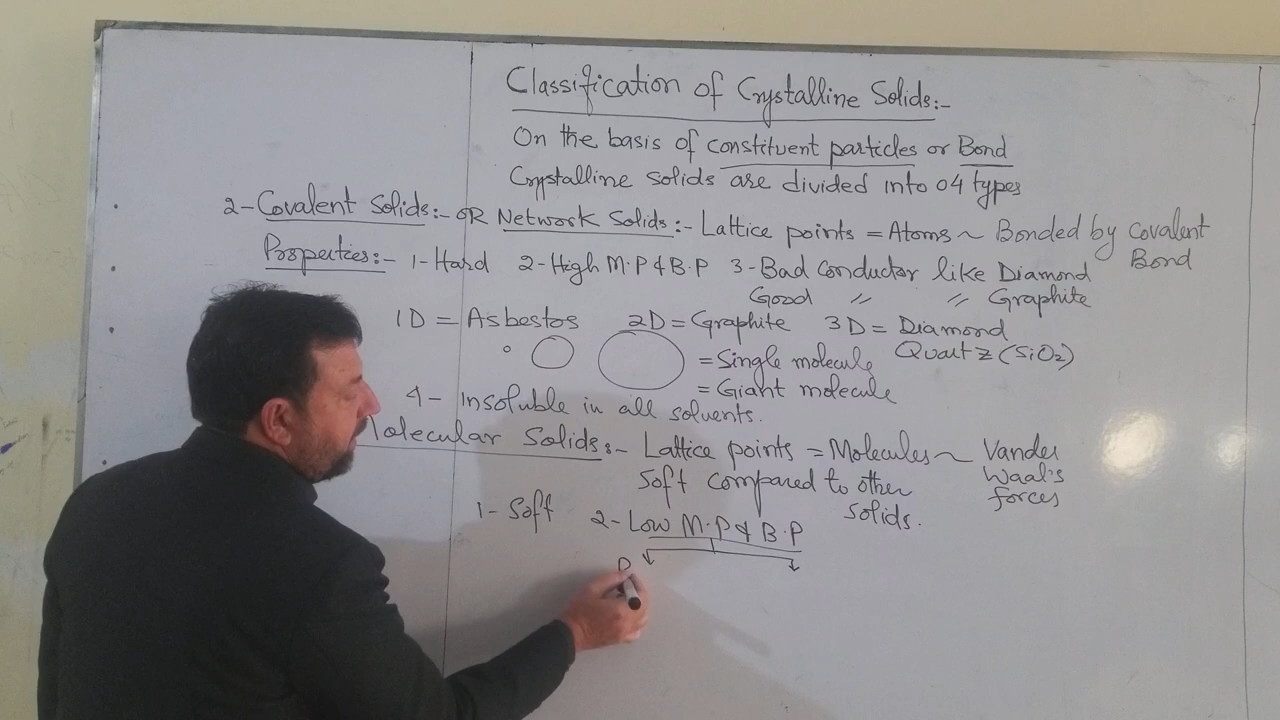 Classification of Crystalline Solids:-
On the basis of constituent particles or Bond
Crystalline solids are divided into 04 types
2-Covalent Solids:- OR Network Solids:- Lattice points = Atoms ~ Bonded by Covalent Bond
Properties:- 1-Hard 2-High M.P & B.P 3-Bad Conductor like Diamond
Good " " Graphite
1D = Asbestos 2D = Graphite 3D = Diamond
Quartz (SiO2)
= Single molecule
= Giant molecule
4- Insoluble in all solvents.
Molecular Solids:- Lattice points = Molecules ~ Vander Waal's forces
Soft compared to other solids.
1- Soft 2- Low M.P & B.P
P